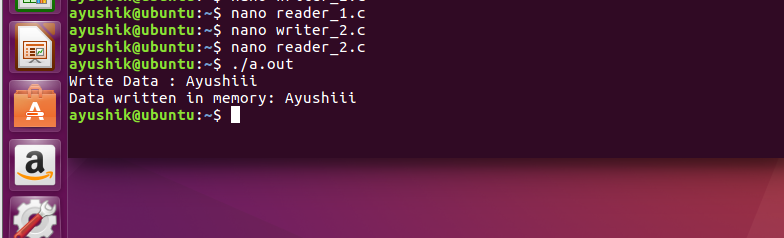 ayushik@ubuntu:~$ nano reader_1.c
ayushik@ubuntu:~$ nano writer_2.c
ayushik@ubuntu:~$ nano reader_2.c
ayushik@ubuntu:~$ ./a.out
Write Data : Ayushiii
Data written in memory: Ayushiii
ayushik@ubuntu:~$